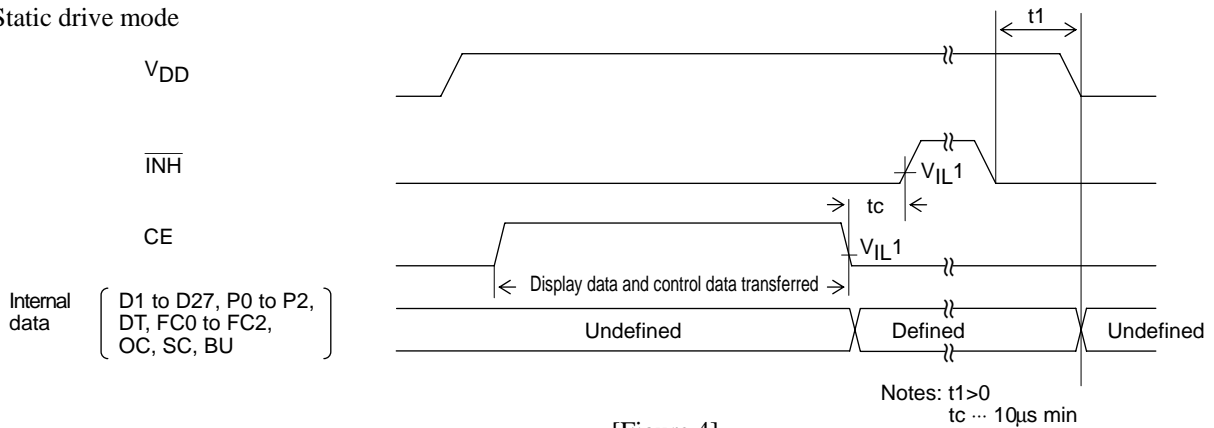 Static drive mode
t1
VDD
INH
VIL1
tc
CE
VIL1
Display data and control data transferred
Internal data
D1 to D27, P0 to P2,
DT, FC0 to FC2,
OC, SC, BU
Undefined
Defined
Undefined
Notes: t1>0
tc ··· 10μs min
[Figure 4]